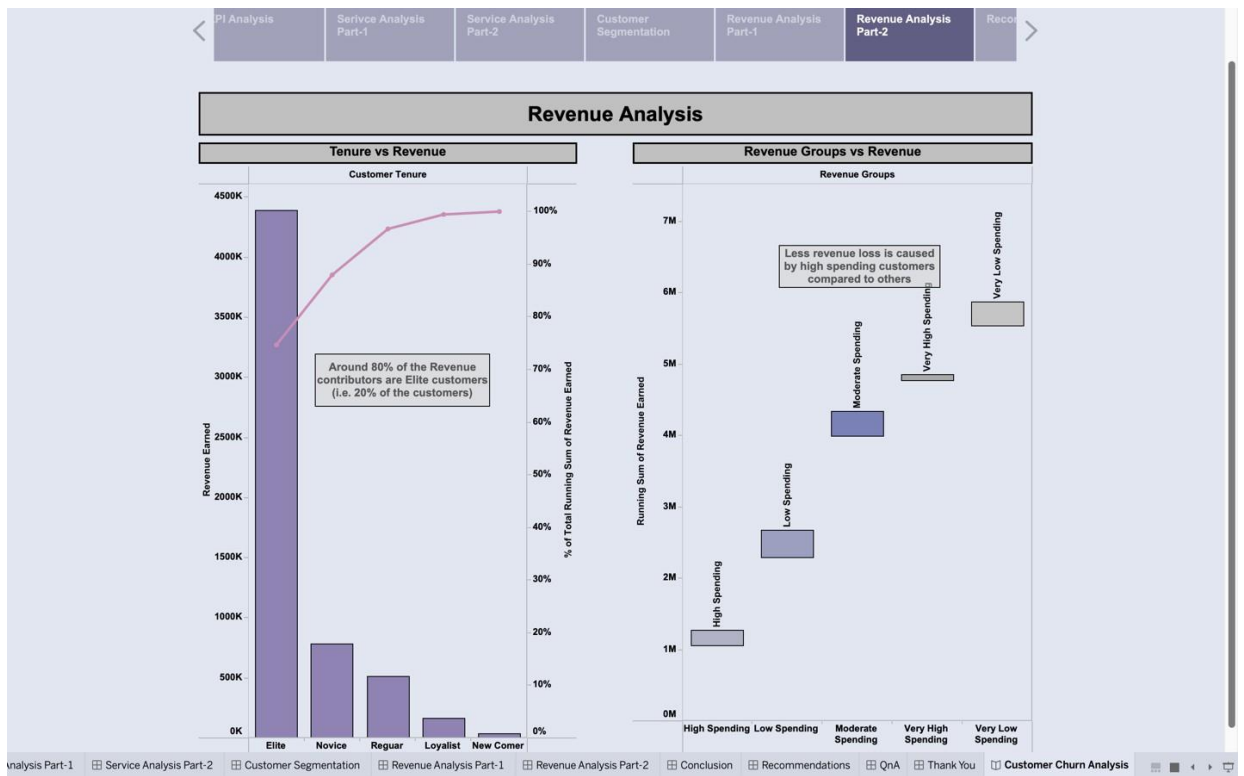 PI Analysis
Serivce Analysis
Part-1
Service Analysis
Part-2
Customer
Segmentation
Revenue Analysis
Part-1
Revenue Analysis
Part-2
Revenue Analysis
Tenure vs Revenue
Customer Tenure
4500K
4000K
3500K
3000K
2500K
2000K
1500K
1000K
500K
0K
Revenue Earned
100%
90%
80%
70%
60%
50%
40%
30%
20%
10%
0%
% of Total Running Sum of Revenue Earned
Around 80% of the Revenue
contributors are Elite customers
(i.e. 20% of the customers)
Elite
Novice
Reguar
Loyalist
New Comer
Revenue Groups vs Revenue
Revenue Groups
7M
6M
5M
4M
3M
2M
1M
0M
Running Sum of Revenue Earned
Less revenue loss is caused
by high spending customers
compared to others
High Spending
Low Spending
Moderate Spending
Very High Spending
Very Low Spending
High Spending
Low Spending
Moderate
Spending
Very High
Spending
Very Low
Spending
nalysis Part-1
Service Analysis Part-2
Customer Segmentation
Revenue Analysis Part-1
Revenue Analysis Part-2
Conclusion
Recommendations
QnA
Thank You
Customer Churn Analysis